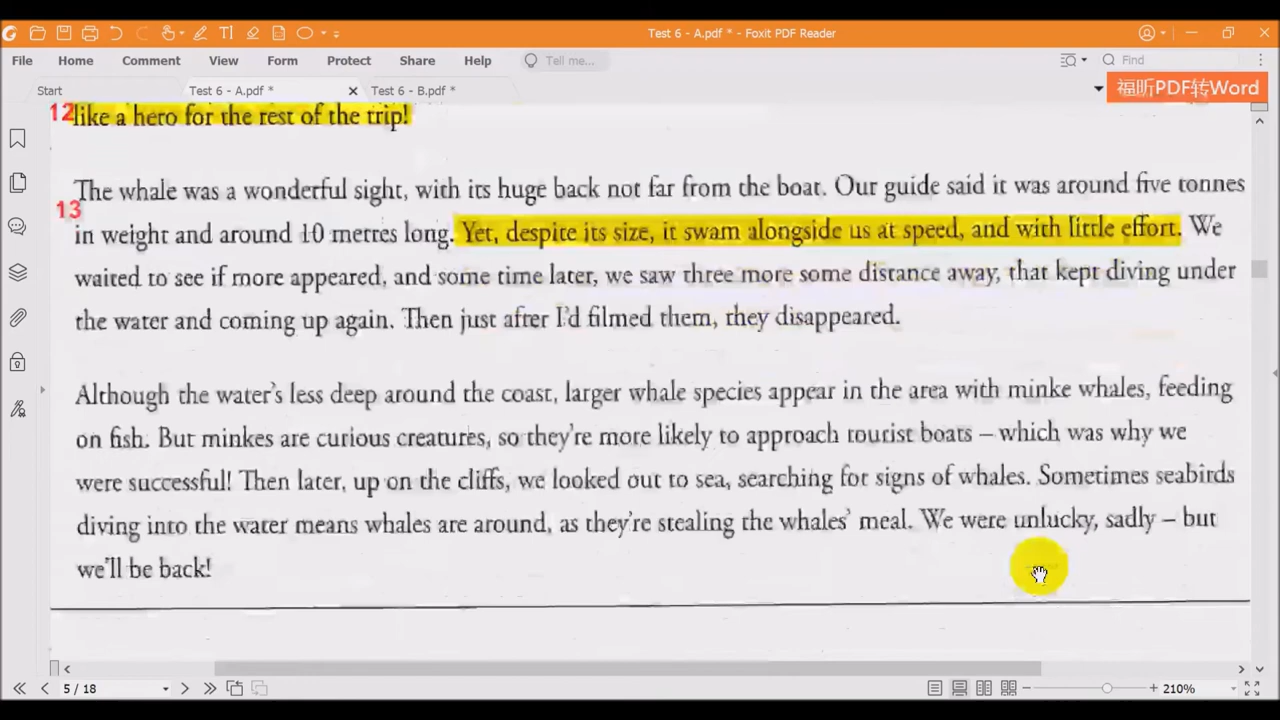 Test 6 - A.pdf * - Foxit PDF Reader
File Home Comment View Form Protect Share Help Tell me... Find
Start Test 6 - A.pdf * Test 6 - B.pdf * 福昕PDF转Word
12 like a hero for the rest of the trip!
The whale was a wonderful sight, with its huge back not far from the boat. Our guide said it was around five tonnes
13
in weight and around 10 metres long. Yet, despite its size, it swam alongside us at speed, and with little effort. We
waited to see if more appeared, and some time later, we saw three more some distance away, that kept diving under
the water and coming up again. Then just after I'd filmed them, they disappeared.
Although the water's less deep around the coast, larger whale species appear in the area with minke whales, feeding
on fish. But minkes are curious creatures, so they're more likely to approach tourist boats – which was why we
were successful! Then later, up on the cliffs, we looked out to sea, searching for signs of whales. Sometimes seabirds
diving into the water means whales are around, as they're stealing the whales' meal. We were unlucky, sadly – but
we'll be back!
5 / 18 210%